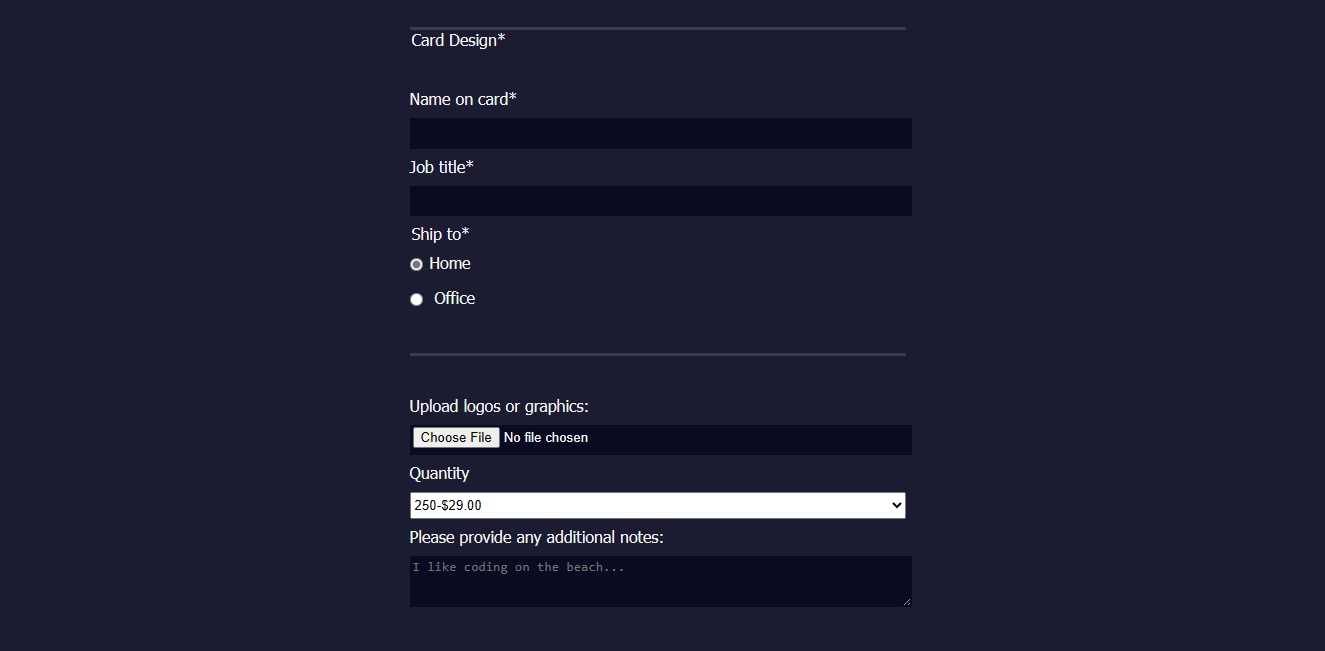 Card Design*
Name on card*
Job title*
Ship to*
Home
Office
Upload logos or graphics:
Choose File No file chosen
Quantity
250-$29.00
Please provide any additional notes:
I like coding on the beach...